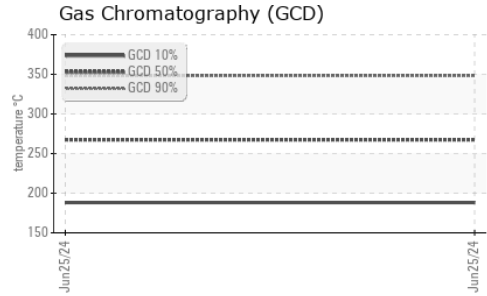 Gas Chromatography (GCD)
400
350
300
250
200
150
temperature °C
GCD 10%
GCD 50%
GCD 90%
Jun25/24
Jun25/24